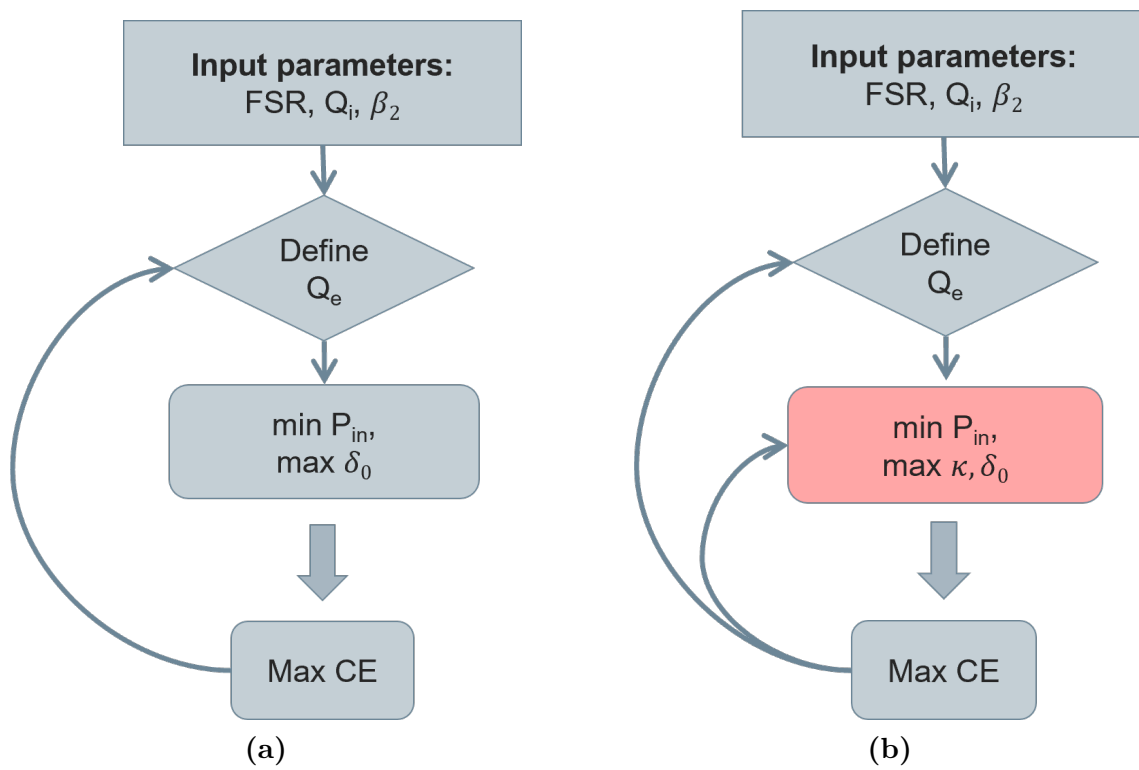 Input parameters:
FSR, Qᵢ, β₂
Define
Qₑ
min Pᵢₙ,
max δ₀
Max CE
(a)
Input parameters:
FSR, Qᵢ, β₂
Define
Qₑ
min Pᵢₙ,
max κ, δ₀
Max CE
(b)